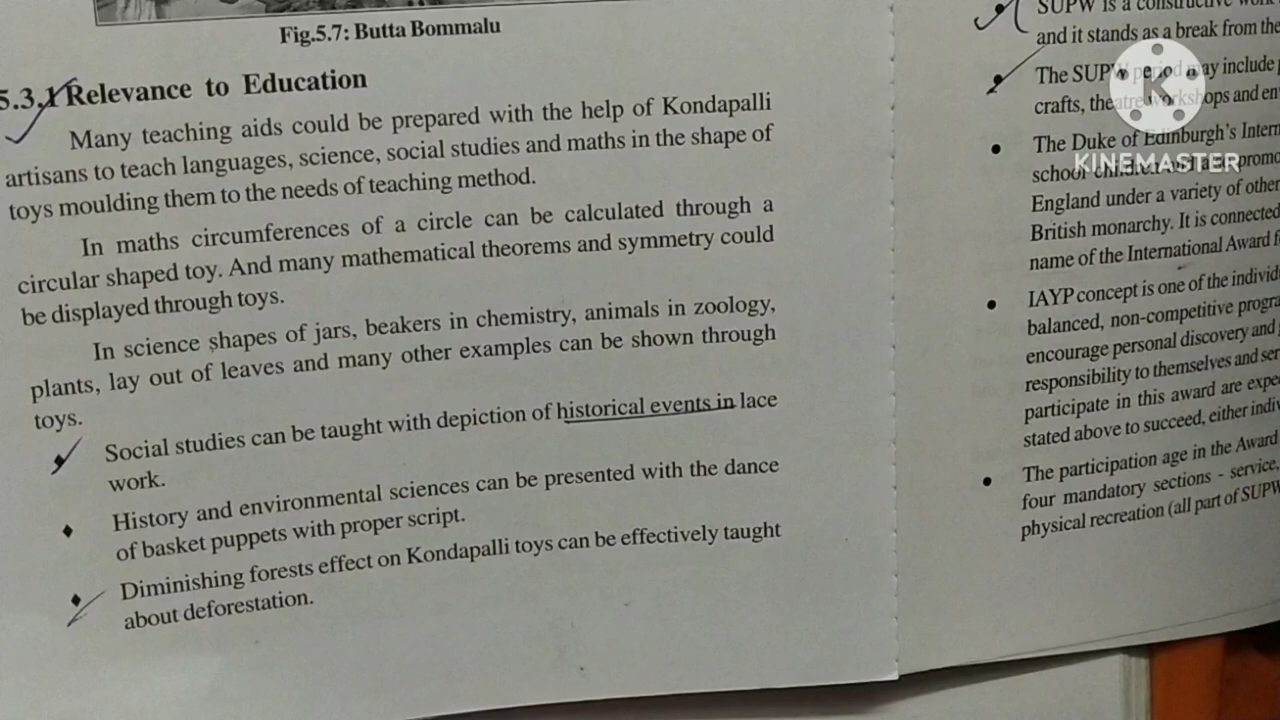 Fig.5.7: Butta Bommalu
5.3.1 Relevance to Education
Many teaching aids could be prepared with the help of Kondapalli
artisans to teach languages, science, social studies and maths in the shape of
toys moulding them to the needs of teaching method.
In maths circumferences of a circle can be calculated through a
circular shaped toy. And many mathematical theorems and symmetry could
be displayed through toys.
In science shapes of jars, beakers in chemistry, animals in zoology,
plants, lay out of leaves and many other examples can be shown through
toys.
Social studies can be taught with depiction of historical events in lace
work.
History and environmental sciences can be presented with the dance
of basket puppets with proper script.
Diminishing forests effect on Kondapalli toys can be effectively taught
about deforestation.
SUPW is a constructive work
and it stands as a break from the
The SUPW period may include
crafts, theatre workshops and
The Duke of Edinburgh's
school children
England under a variety of other
British monarchy. It is connected
name of the International Award
IAYP concept is one of the
balanced, non-competitive
encourage personal discovery and
responsibility to themselves and
participate in this award are
stated above to succeed, either
The participation age in the Award
four mandatory sections - service,
physical recreation (all part of SUPW
K
KINEMASTER